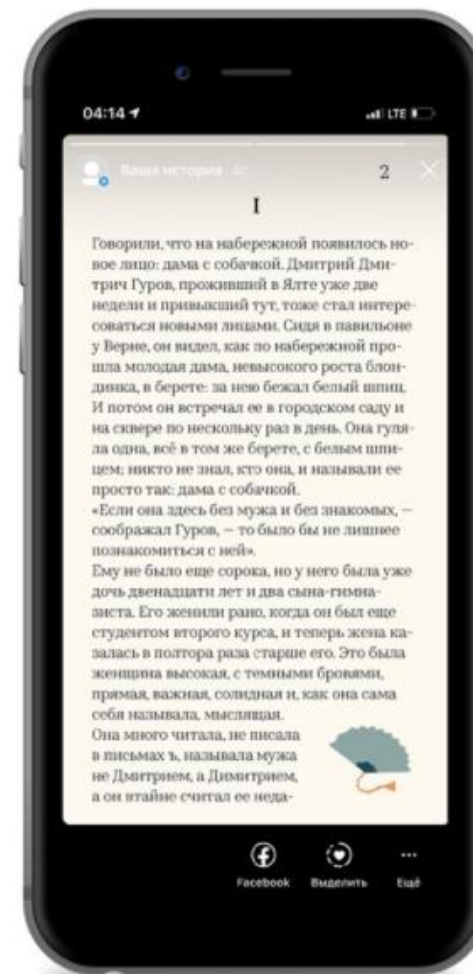 04:14
LTE
Ваша история 4г.
2
I
Говорили, что на набережной появилось но-
вое лицо: дама с собачкой. Дмитрий Дми-
трич Гуров, проживший в Ялте уже две
недели и привыкший тут, тоже стал интере-
соваться новыми лицами. Сидя в павильоне
у Верне, он видел, как по набережной про-
шла молодая дама, невысокого роста блон-
динка, в берете: за нею бежал белый шпиц.
И потом он встречал ее в городском саду и
на сквере по нескольку раз в день. Она гуля-
ла одна, всё в том же берете, с белым шпи-
цем; никто не знал, кто она, и называли ее
просто так: дама с собачкой.
«Если она здесь без мужа и без знакомых, —
соображал Гуров, — то было бы не лишнее
познакомиться с ней».
Ему не было еще сорока, но у него была уже
дочь двенадцати лет и два сына-гимна-
зиста. Его женили рано, когда он был еще
студентом второго курса, и теперь жена ка-
залась в полтора раза старше его. Это была
женщина высокая, с темными бровями,
прямая, важная, солидная и, как она сама
себя называла, мыслящая.
Она много читала, не писала
в письмах ъ, называла мужа
не Дмитрием, а Димитрием,
а он втайне считал ее неда-
Facebook
Выделить
Ещё